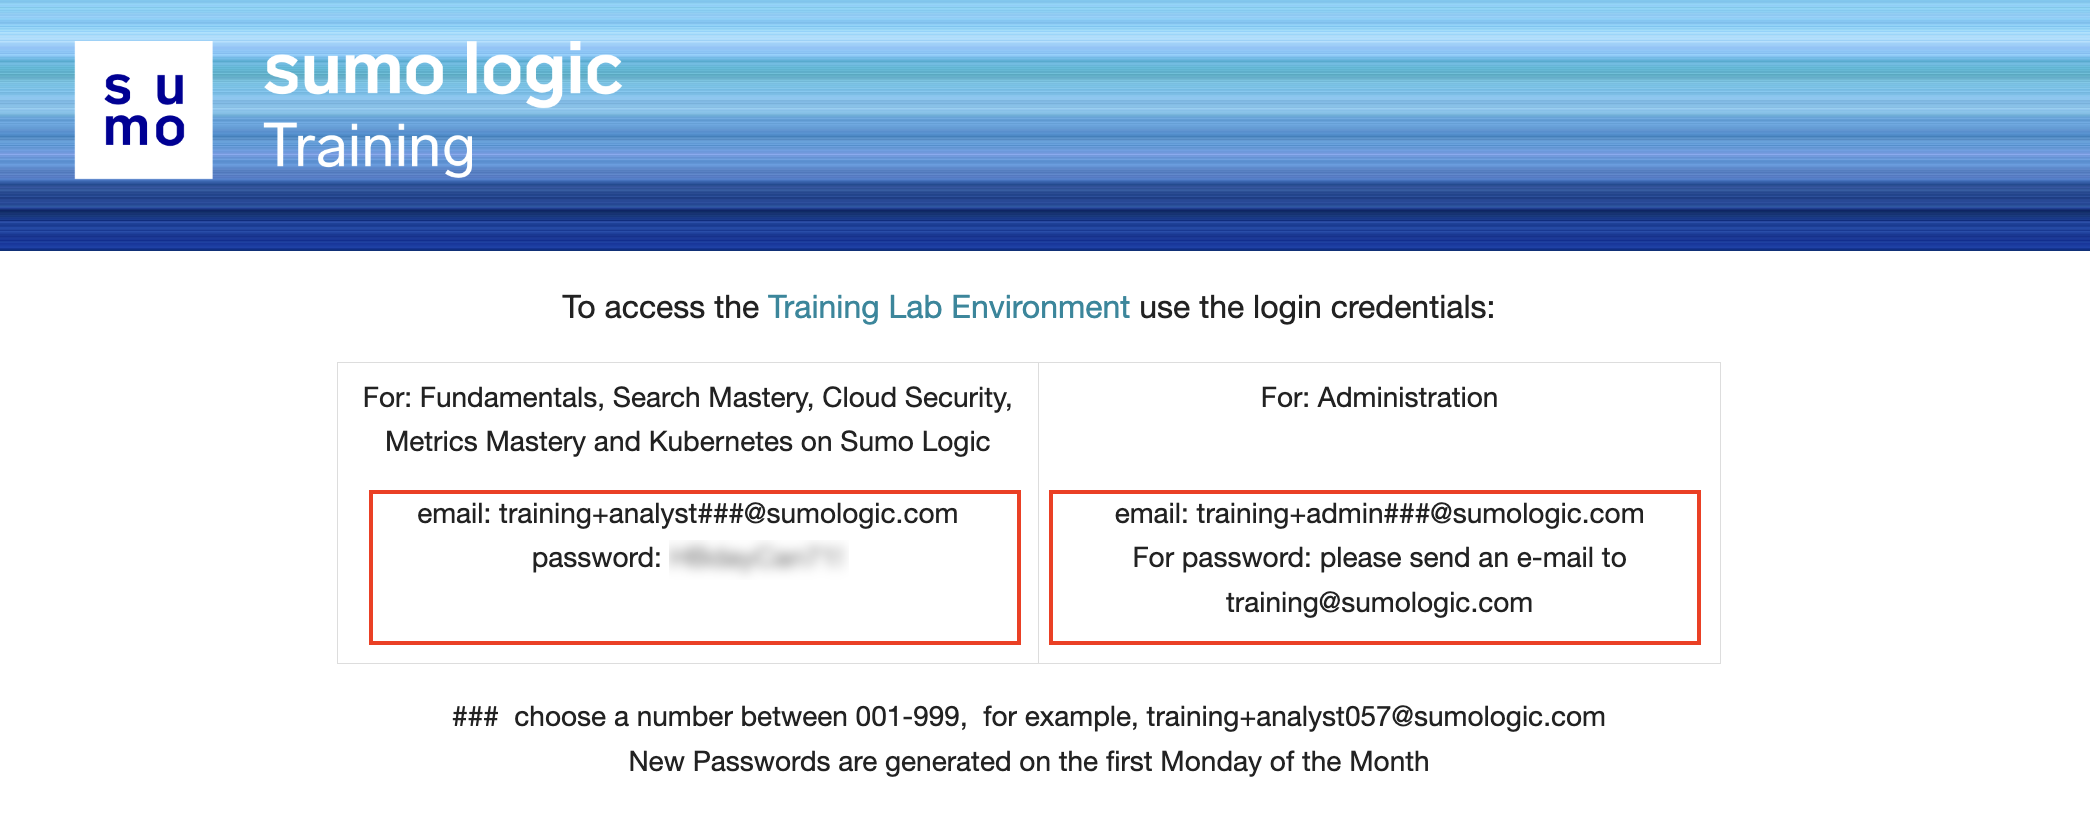 su
mo
sumo logic
Training
To access the Training Lab Environment use the login credentials:
For: Fundamentals, Search Mastery, Cloud Security,
Metrics Mastery and Kubernetes on Sumo Logic
email: training+analyst###@sumologic.com
password:
For: Administration
email: training+admin###@sumologic.com
For password: please send an e-mail to
training@sumologic.com
### choose a number between 001-999, for example, training+analyst057@sumologic.com
New Passwords are generated on the first Monday of the Month